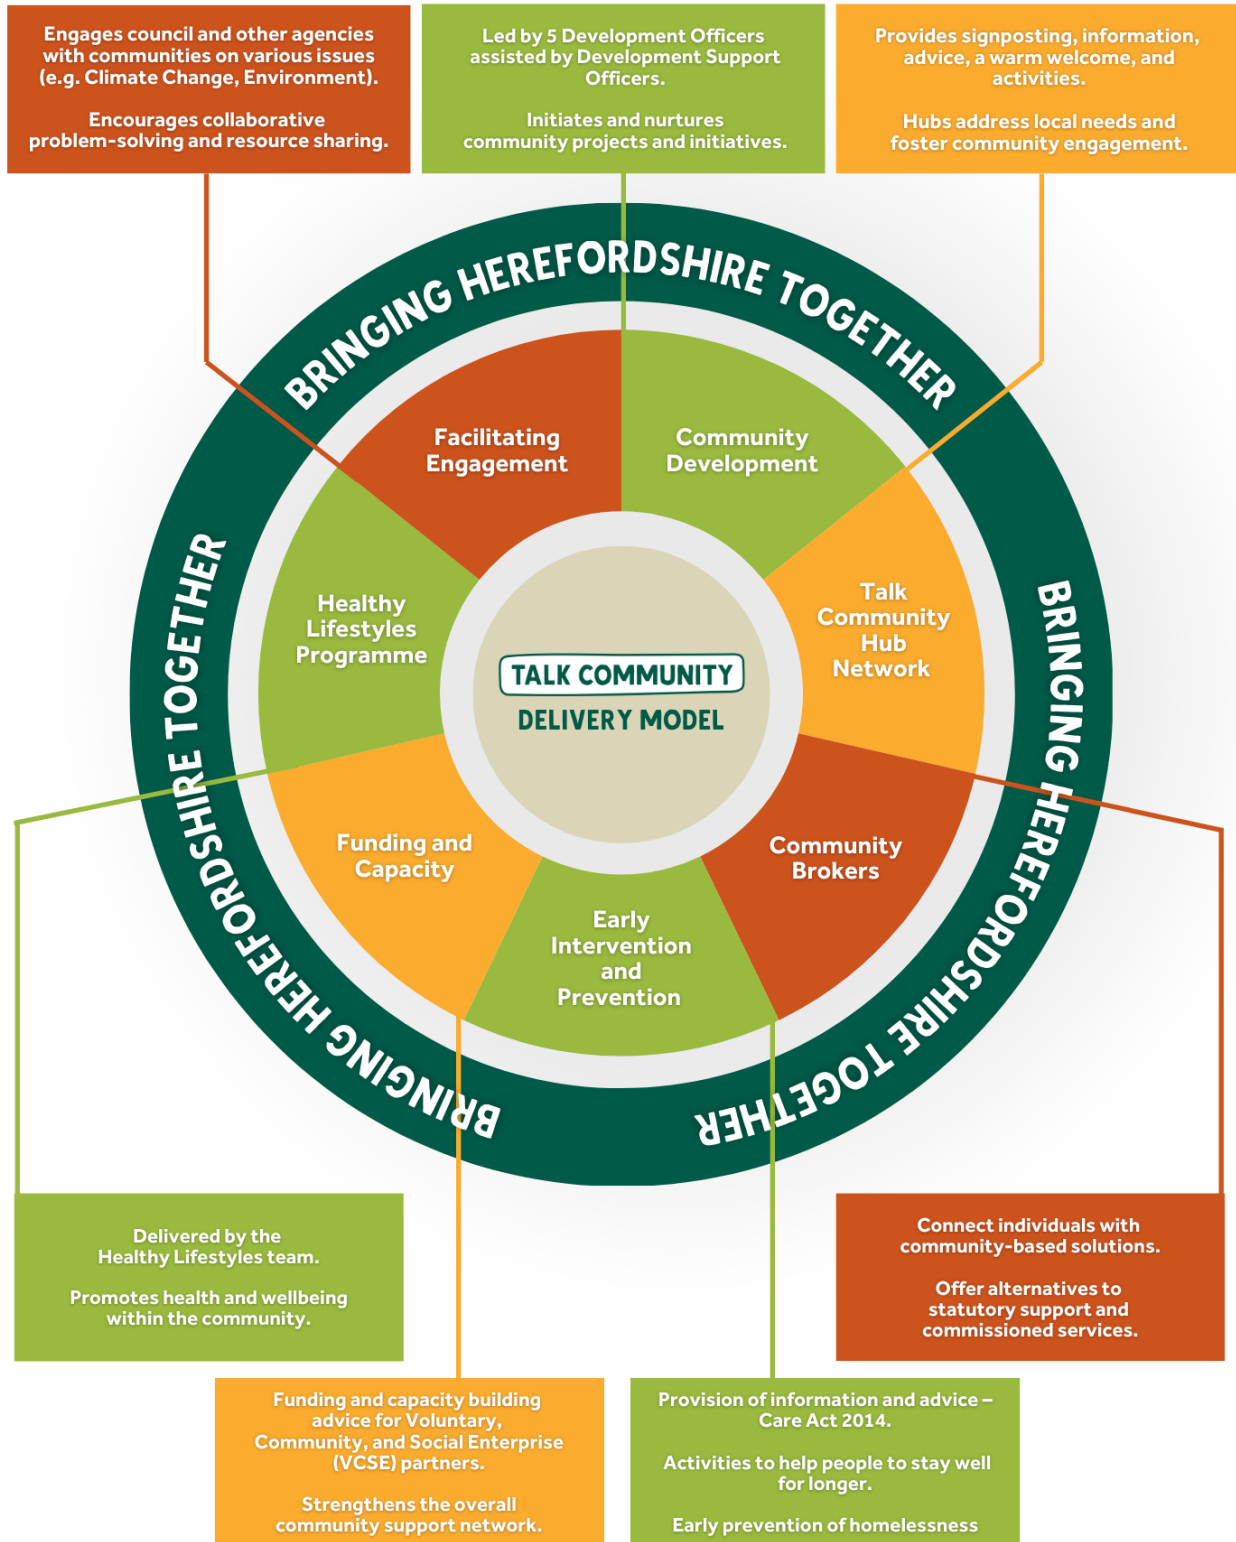 Engages council and other agencies
with communities on various issues
(e.g. Climate Change, Environment).
Encourages collaborative
problem-solving and resource sharing.
Led by 5 Development Officers
assisted by Development Support
Officers.
Initiates and nurtures
community projects and initiatives.
Provides signposting, information,
advice, a warm welcome, and
activities.
Hubs address local needs and
foster community engagement.
BRINGING HEREFORDSHIRE TOGETHER
BRINGING HEREFORDSHIRE TOGETHER
BRINGING HEREFORDSHIRE TOGETHER
Facilitating
Engagement
Community
Development
Talk
Community
Hub
Network
Community
Brokers
Early
Intervention
and
Prevention
Funding and
Capacity
Healthy
Lifestyles
Programme
TALK COMMUNITY
DELIVERY MODEL
Delivered by the
Healthy Lifestyles team.
Promotes health and wellbeing
within the community.
Connect individuals with
community-based solutions.
Offer alternatives to
statutory support and
commissioned services.
Funding and capacity building
advice for Voluntary,
Community, and Social Enterprise
(VCSE) partners.
Strengthens the overall
community support network.
Provision of information and advice –
Care Act 2014.
Activities to help people to stay well
for longer.
Early prevention of homelessness